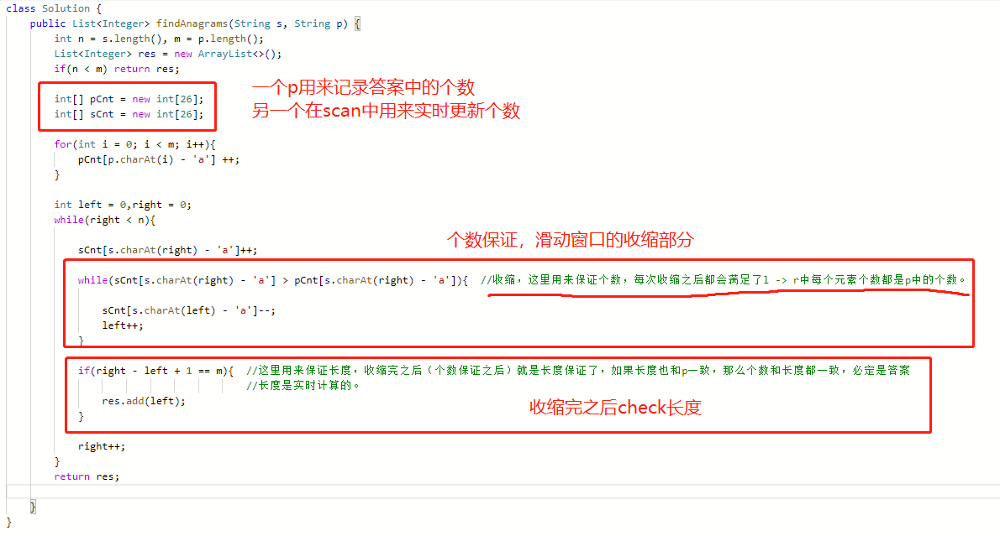 class Solution {
public List<Integer> findAnagrams(String s, String p) {
int n = s.length(), m = p.length();
List<Integer> res = new ArrayList<>();
if(n < m) return res;
一个p用来记录答案中的个数
int[] pCnt = new int[26];
int[] sCnt = new int[26];
另一个在scan中用来实时更新个数
for(int i = 0; i < m; i++){
pCnt[p.charAt(i) - 'a'] ++;
}
int left = 0,right = 0;
while(right < n){
个数保证，滑动窗口的收缩部分
sCnt[s.charAt(right) - 'a']++;
while(sCnt[s.charAt(right) - 'a'] > pCnt[s.charAt(right) - 'a']){ //收缩，这里用来保证个数，每次收缩之后都会满足了l -> r中每个元素个数都是p中的个数。
sCnt[s.charAt(left) - 'a']--;
left++;
}
if(right - left + 1 == m){ //这里用来保证长度，收缩完之后（个数保证之后）就是长度保证了，如果长度也和p一致，那么个数和长度都一致，必定是答案
//长度是实时计算的。
res.add(left);
收缩完之后check长度
}
right++;
}
return res;
}
}